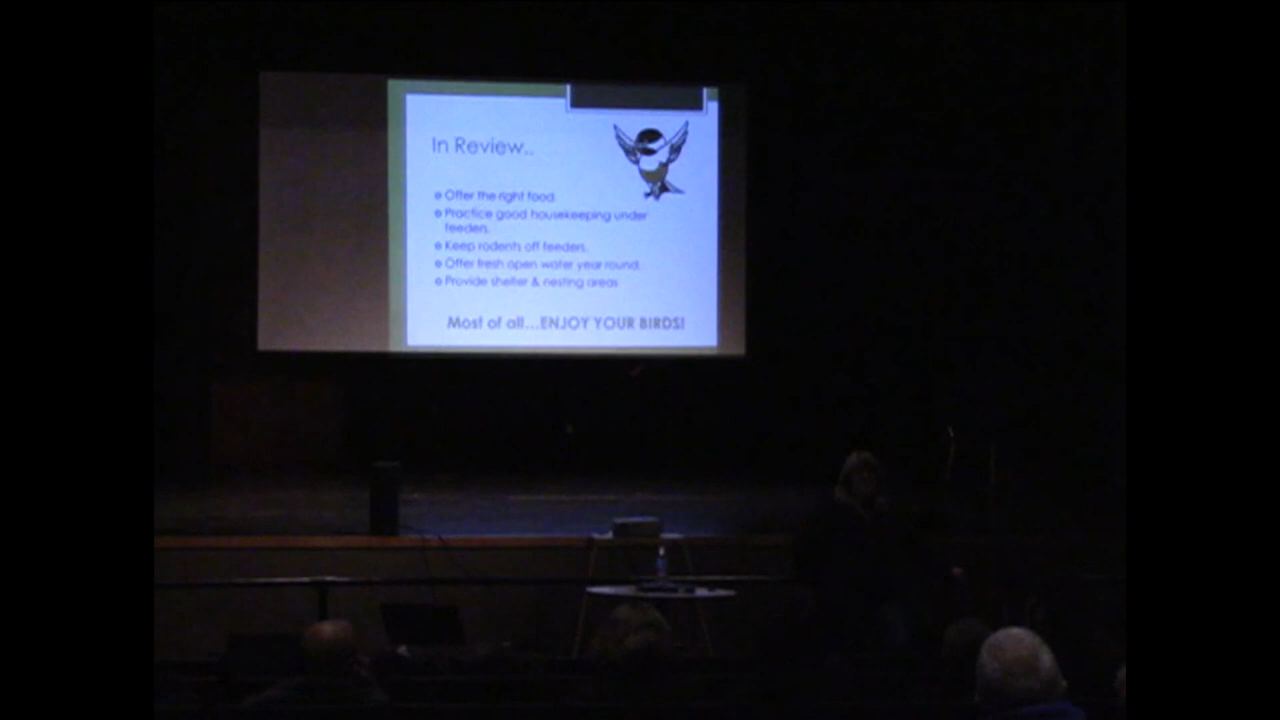 In Review..
Offer the right food.
Practice good housekeeping under
feeders.
Keep rodents off feeders.
Offer fresh open water year round.
Provide shelter & nesting areas
Most of all...ENJOY YOUR BIRDS!